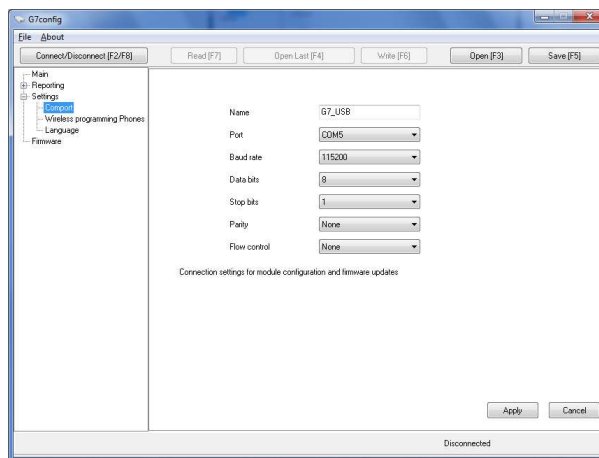 G7config
File About
Connect/Disconnect [F2/F8] Read [F7] Open Last [F4] Write [F6] Open [F3] Save [F5]
Main
Reporting
Settings
Comport
Wireless programming Phones
Language
Firmware
Name G7_USB
Port COM5
Baud rate 115200
Data bits 8
Stop bits 1
Parity None
Flow control None
Connection settings for module configuration and firmware updates
Apply Cancel
Disconnected